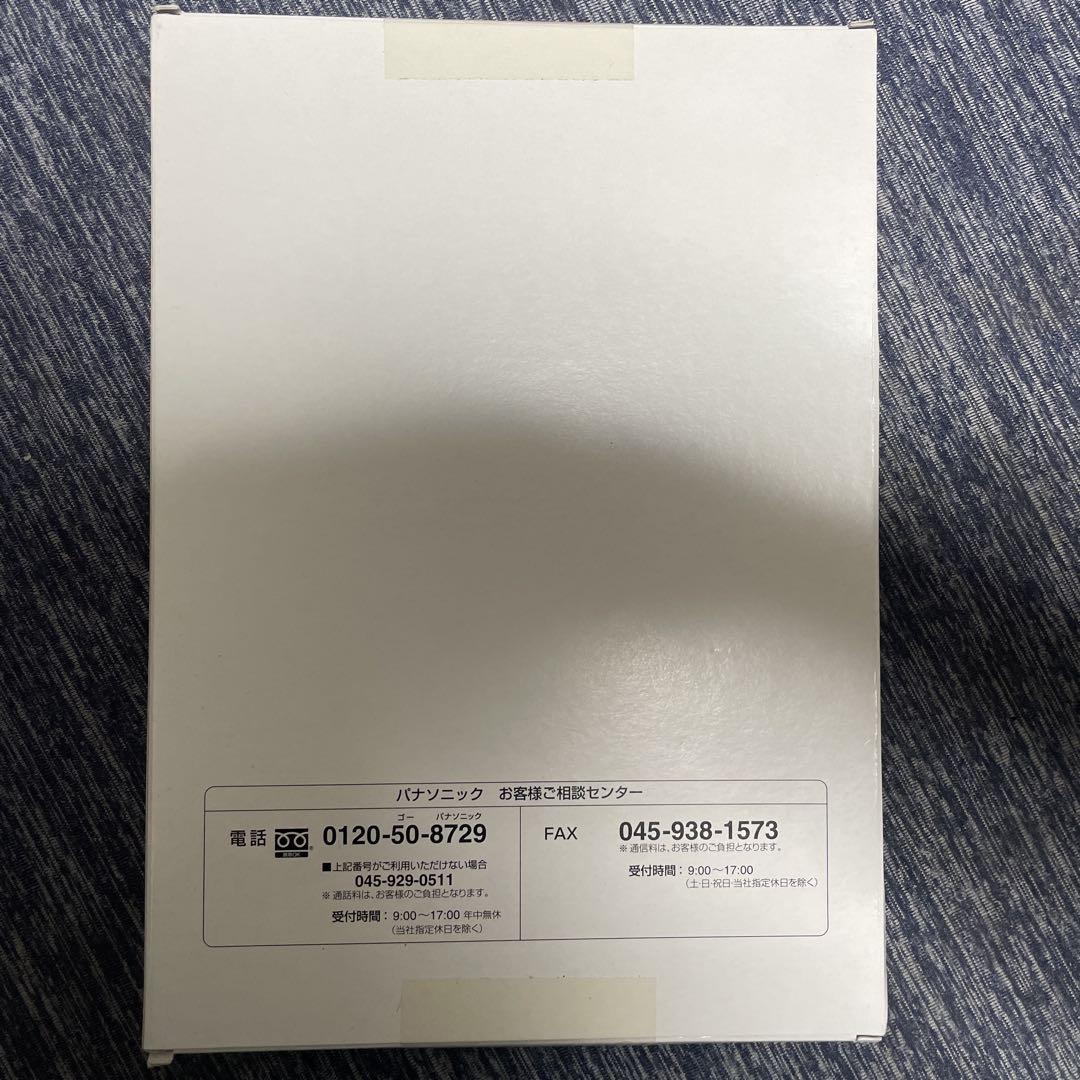 パナソニック お客様ご相談センター
ゴー パナソニック
電話 0120-50-8729
■上記番号がご利用いただけない場合
045-929-0511
※通話料は、お客様のご負担となります。
受付時間:9:00〜17:00 年中無休
(当社指定休日を除く)
FAX 045-938-1573
※通信料は、お客様のご負担となります。
受付時間:9:00〜17:00
(土・日・祝日・当社指定休日を除く)